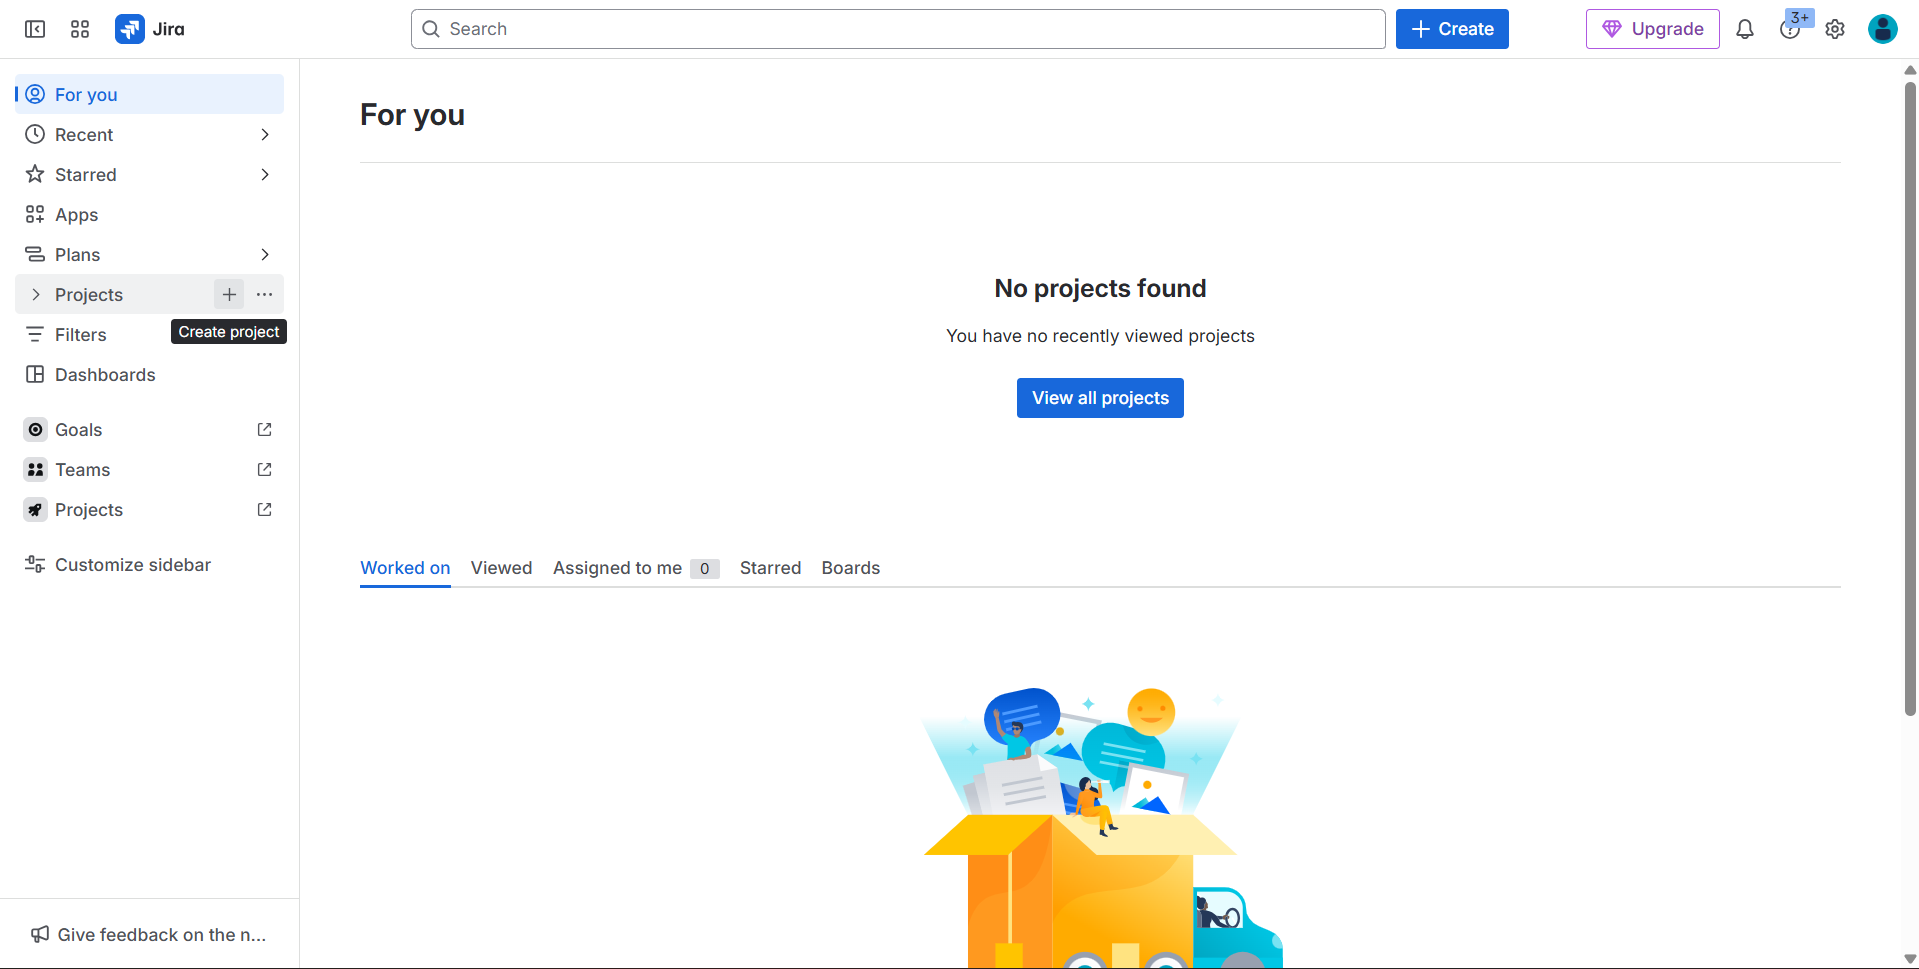 Jira
Search
Create
Upgrade
3+
For you
Recent
Starred
Apps
Plans
Projects
Create project
Filters
Dashboards
Goals
Teams
Projects
Customize sidebar
Give feedback on the n...
For you
No projects found
You have no recently viewed projects
View all projects
Worked on Viewed Assigned to me 0 Starred Boards